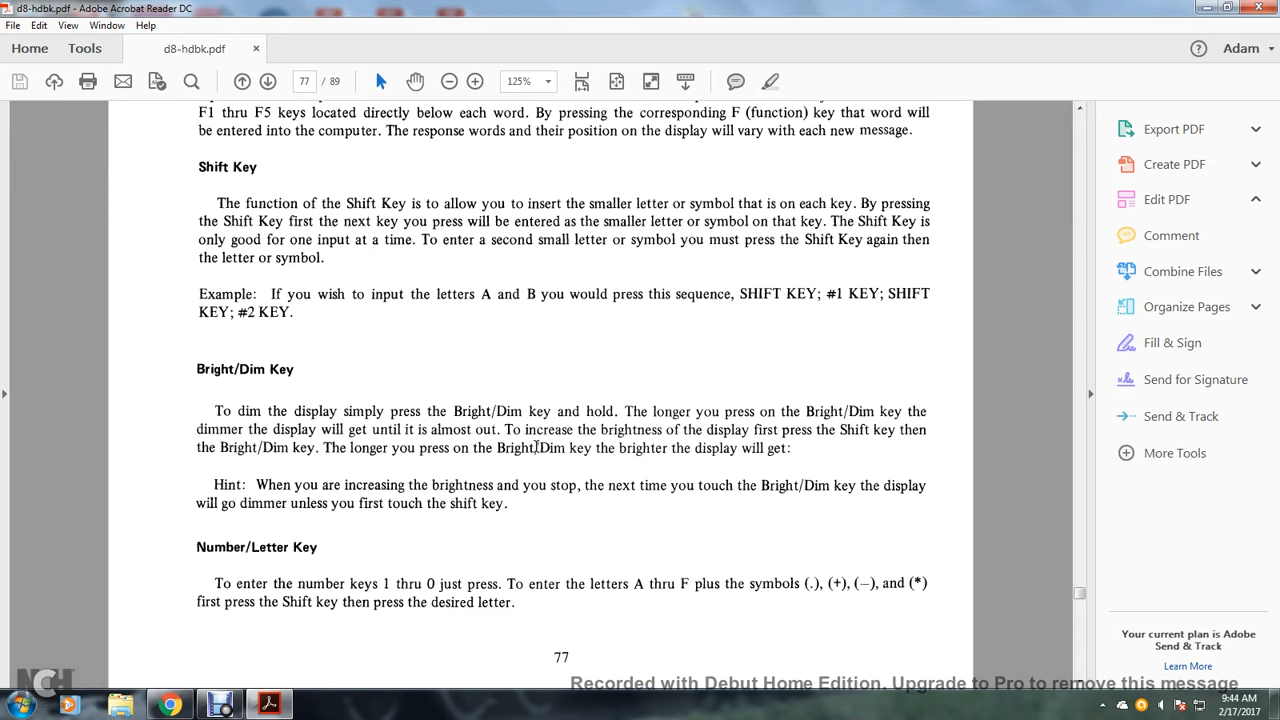 d8-hdbk.pdf - Adobe Acrobat Reader DC
File Edit View Window Help
Home Tools d8-hdbk.pdf × Adam
77 / 89 125%
F1 thru F5 keys located directly below each word. By pressing the corresponding F (function) key that word will
be entered into the computer. The response words and their position on the display will vary with each new message.
Shift Key
The function of the Shift Key is to allow you to insert the smaller letter or symbol that is on each key. By pressing
the Shift Key first the next key you press will be entered as the smaller letter or symbol on that key. The Shift Key is
only good for one input at a time. To enter a second small letter or symbol you must press the Shift Key again then
the letter or symbol.
Example: If you wish to input the letters A and B you would press this sequence, SHIFT KEY; #1 KEY; SHIFT
KEY; #2 KEY.
Bright/Dim Key
To dim the display simply press the Bright/Dim key and hold. The longer you press on the Bright/Dim key the
dimmer the display will get until it is almost out. To increase the brightness of the display first press the Shift key then
the Bright/Dim key. The longer you press on the Bright/Dim key the brighter the display will get:
Hint: When you are increasing the brightness and you stop, the next time you touch the Bright/Dim key the display
will go dimmer unless you first touch the shift key.
Number/Letter Key
To enter the number keys 1 thru 0 just press. To enter the letters A thru F plus the symbols (.), (+), (—), and (*)
first press the Shift key then press the desired letter.
77
Export PDF
Create PDF
Edit PDF
Comment
Combine Files
Organize Pages
Fill & Sign
Send for Signature
Send & Track
More Tools
Your current plan is Adobe
Send & Track
Learn More
NCH
Recorded with Debut Home Edition. Upgrade to Pro to remove this message
9:44 AM
2/17/2017